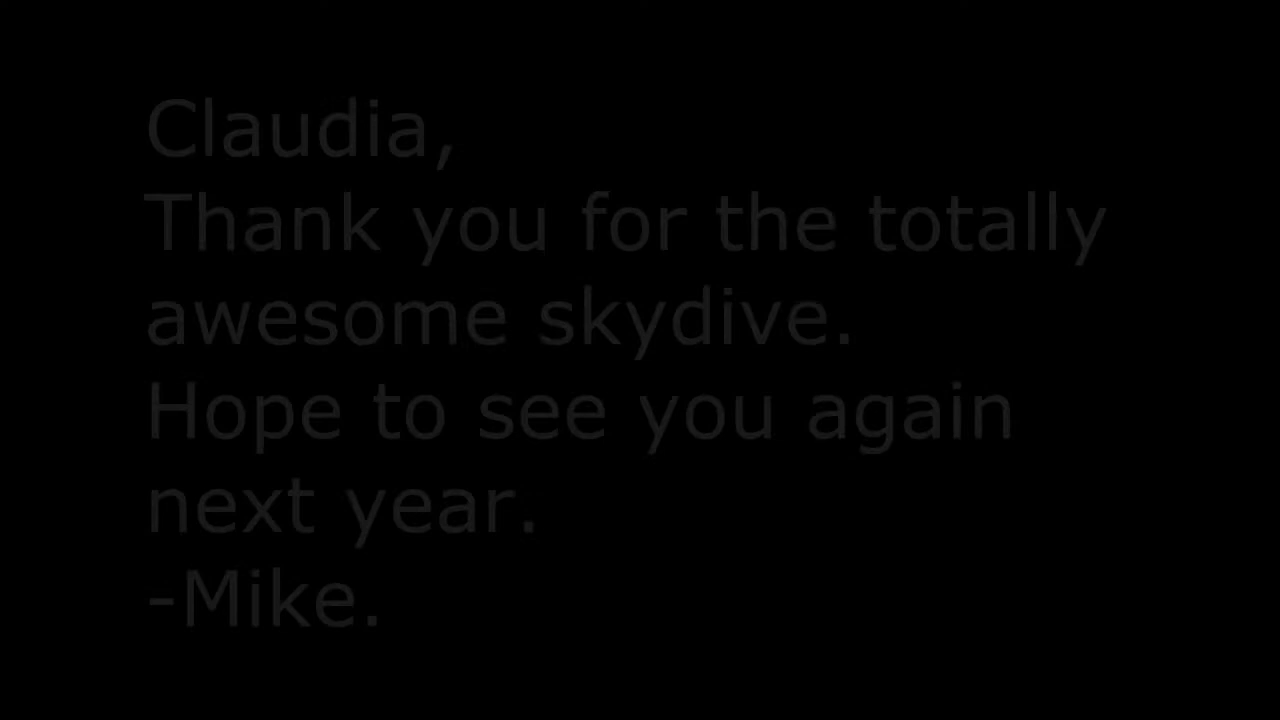 Claudia,
Thank you for the totally
awesome skydive.
Hope to see you again
next year.
-Mike.